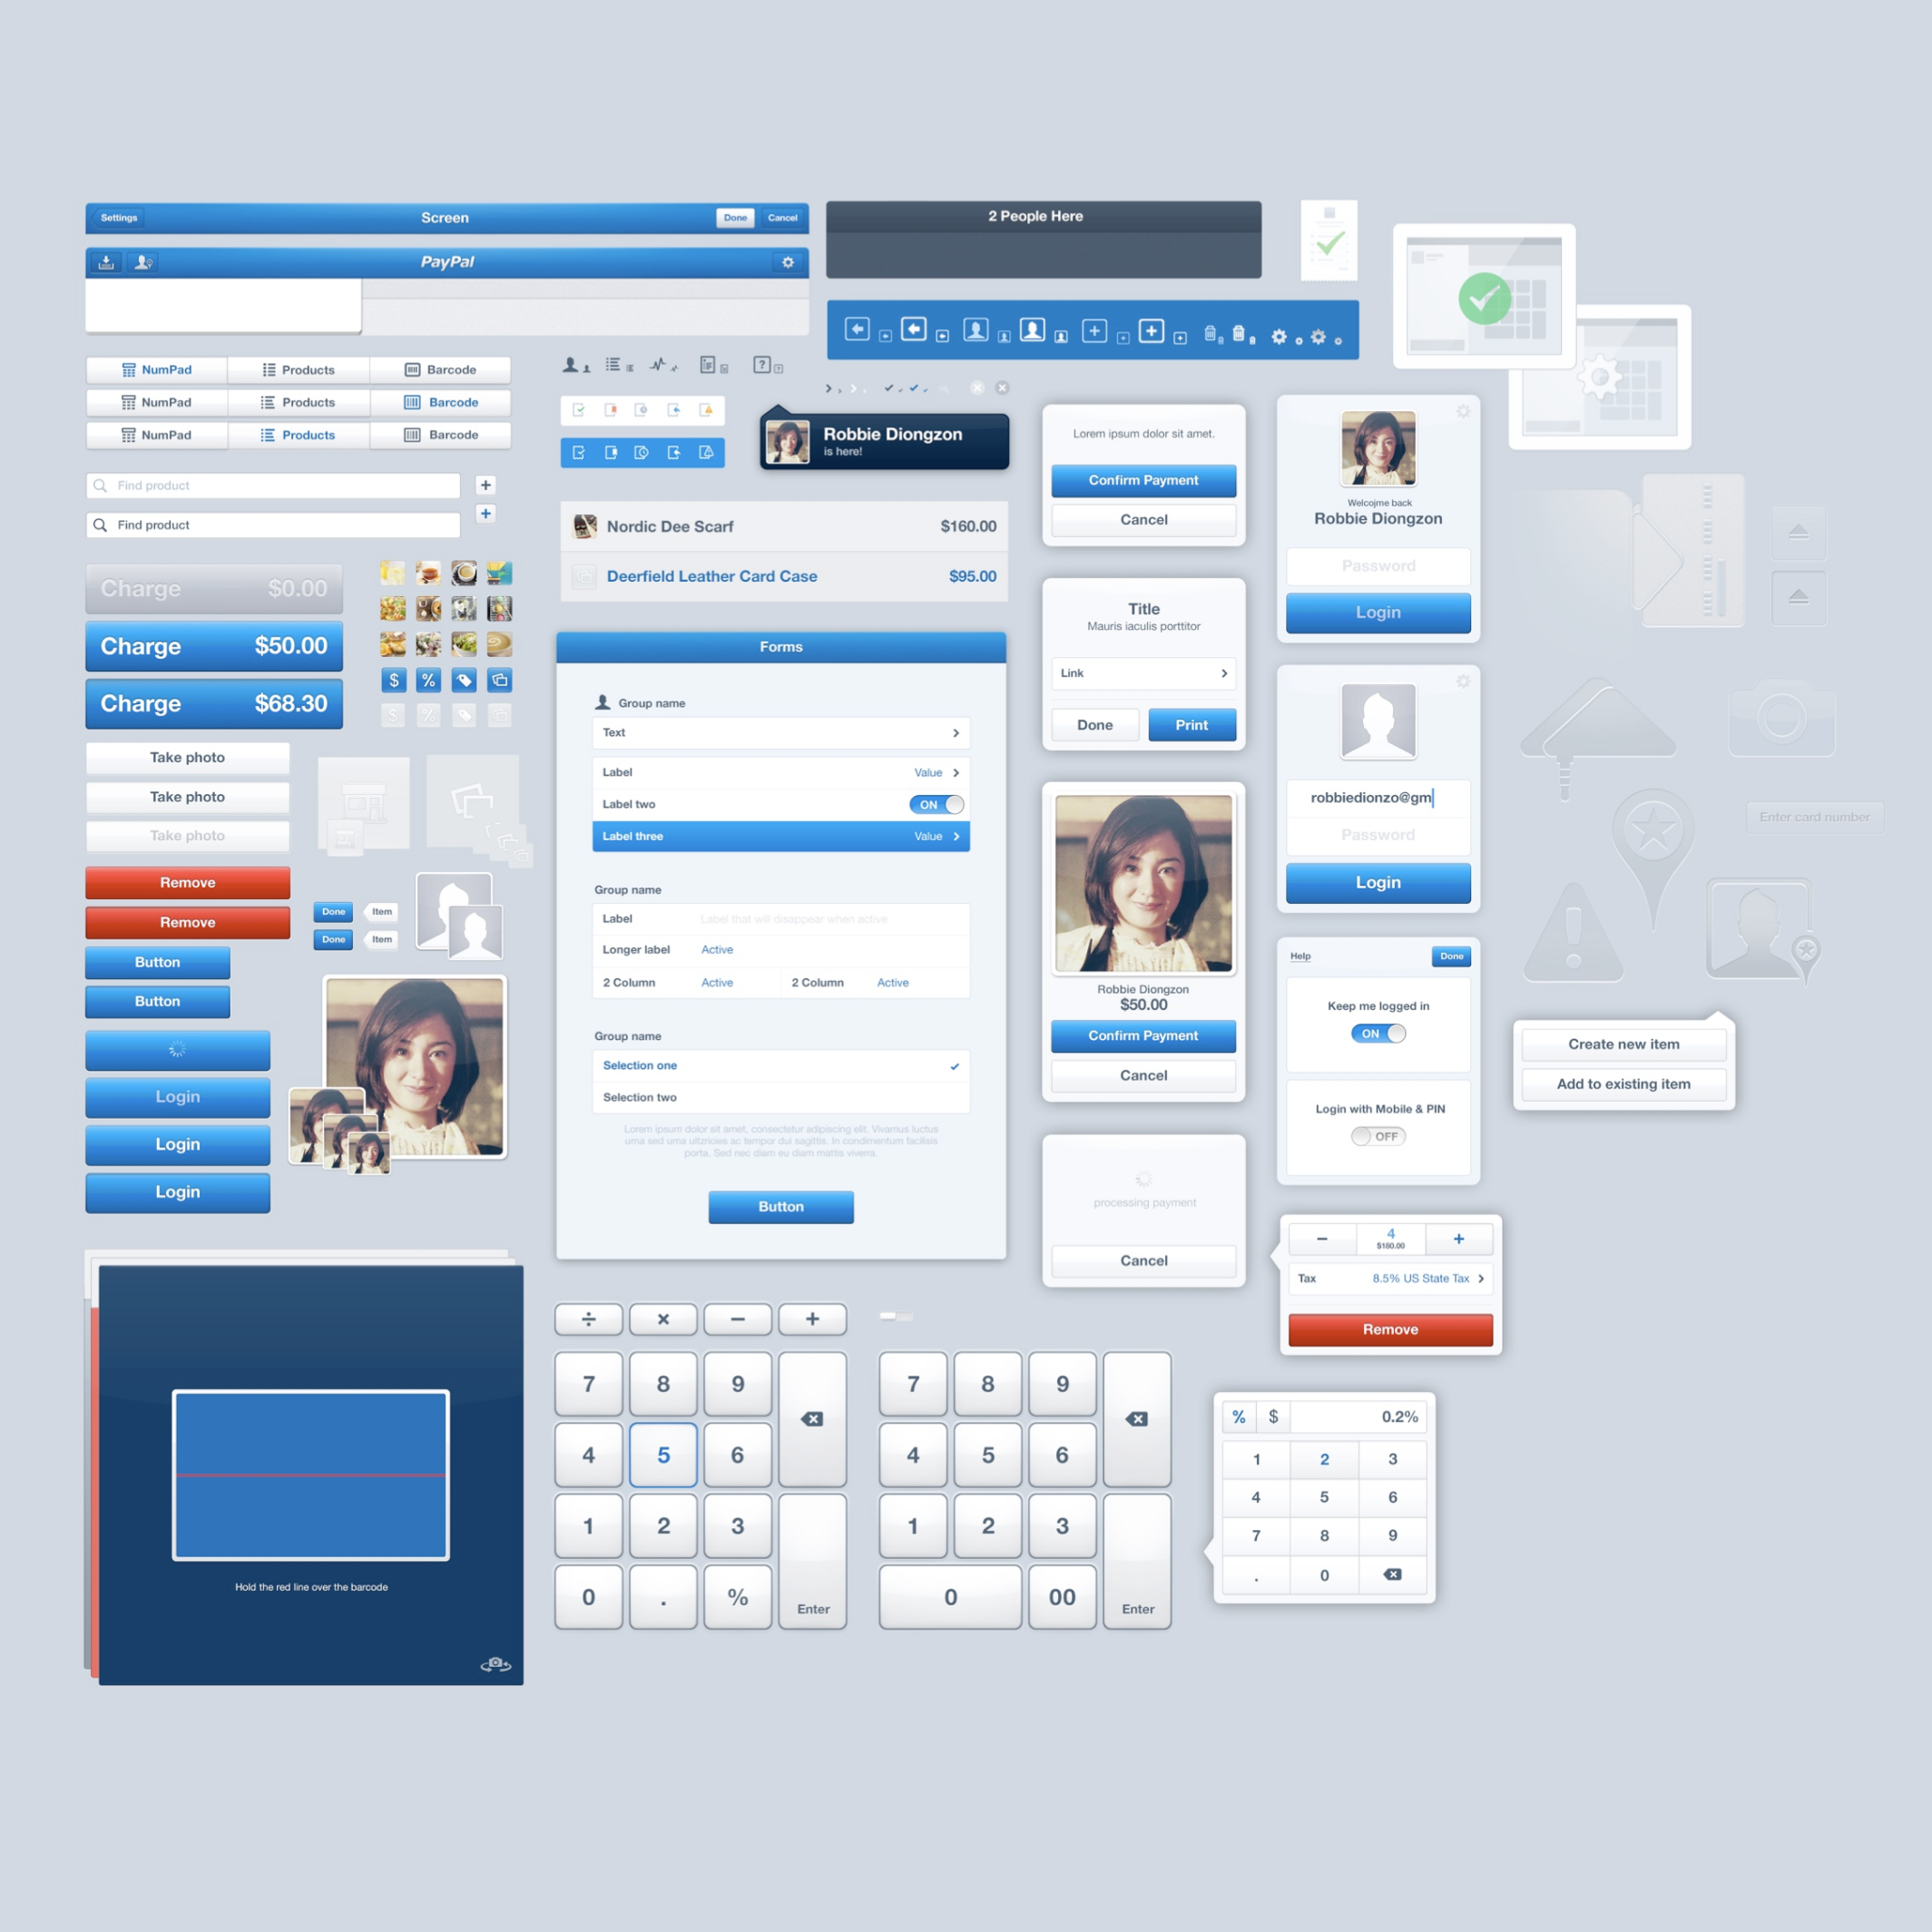 Settings
Screen
Done
Cancel
PayPal
2 People Here
NumPad
Products
Barcode
NumPad
Products
Barcode
NumPad
Products
Barcode
Find product
+
Find product
+
Robbie Diongzon
is here!
Nordic Dee Scarf
$160.00
Deerfield Leather Card Case
$95.00
Charge
$0.00
Charge
$50.00
Charge
$68.30
$
%
$
%
Take photo
Take photo
Take photo
Remove
Remove
Done
Item
Done
Item
Button
Button
Login
Login
Login
Hold the red line over the barcode
Forms
Group name
Text
Label
Value
Label two
ON
Label three
Value
Group name
Label
Label that will disappear when active
Longer label
Active
2 Column
Active
2 Column
Active
Group name
Selection one
Selection two
Lorem ipsum dolor sit amet, consectetur adipiscing elit. Vivamus luctus
urna sed urna ultzricies ac tempor dui sagittis. In condimentum facilisis
porta. Sed nec diam eu diam mattis viverra.
Button
÷
×
−
+
7
8
9
4
5
6
1
2
3
0
.
%
Enter
7
8
9
4
5
6
1
2
3
0
00
Enter
Lorem ipsum dolor sit amet.
Confirm Payment
Cancel
Title
Mauris iaculis porttitor
Link
Done
Print
Robbie Diongzon
$50.00
Confirm Payment
Cancel
processing payment
Cancel
Welcojme back
Robbie Diongzon
Password
Login
robbiedionzo@gm
Password
Login
Help
Done
Keep me logged in
ON
Login with Mobile & PIN
OFF
−
4
$180.00
+
Tax
8.5% US State Tax
Remove
%
$
0.2%
1
2
3
4
5
6
7
8
9
.
0
Enter card number
Create new item
Add to existing item